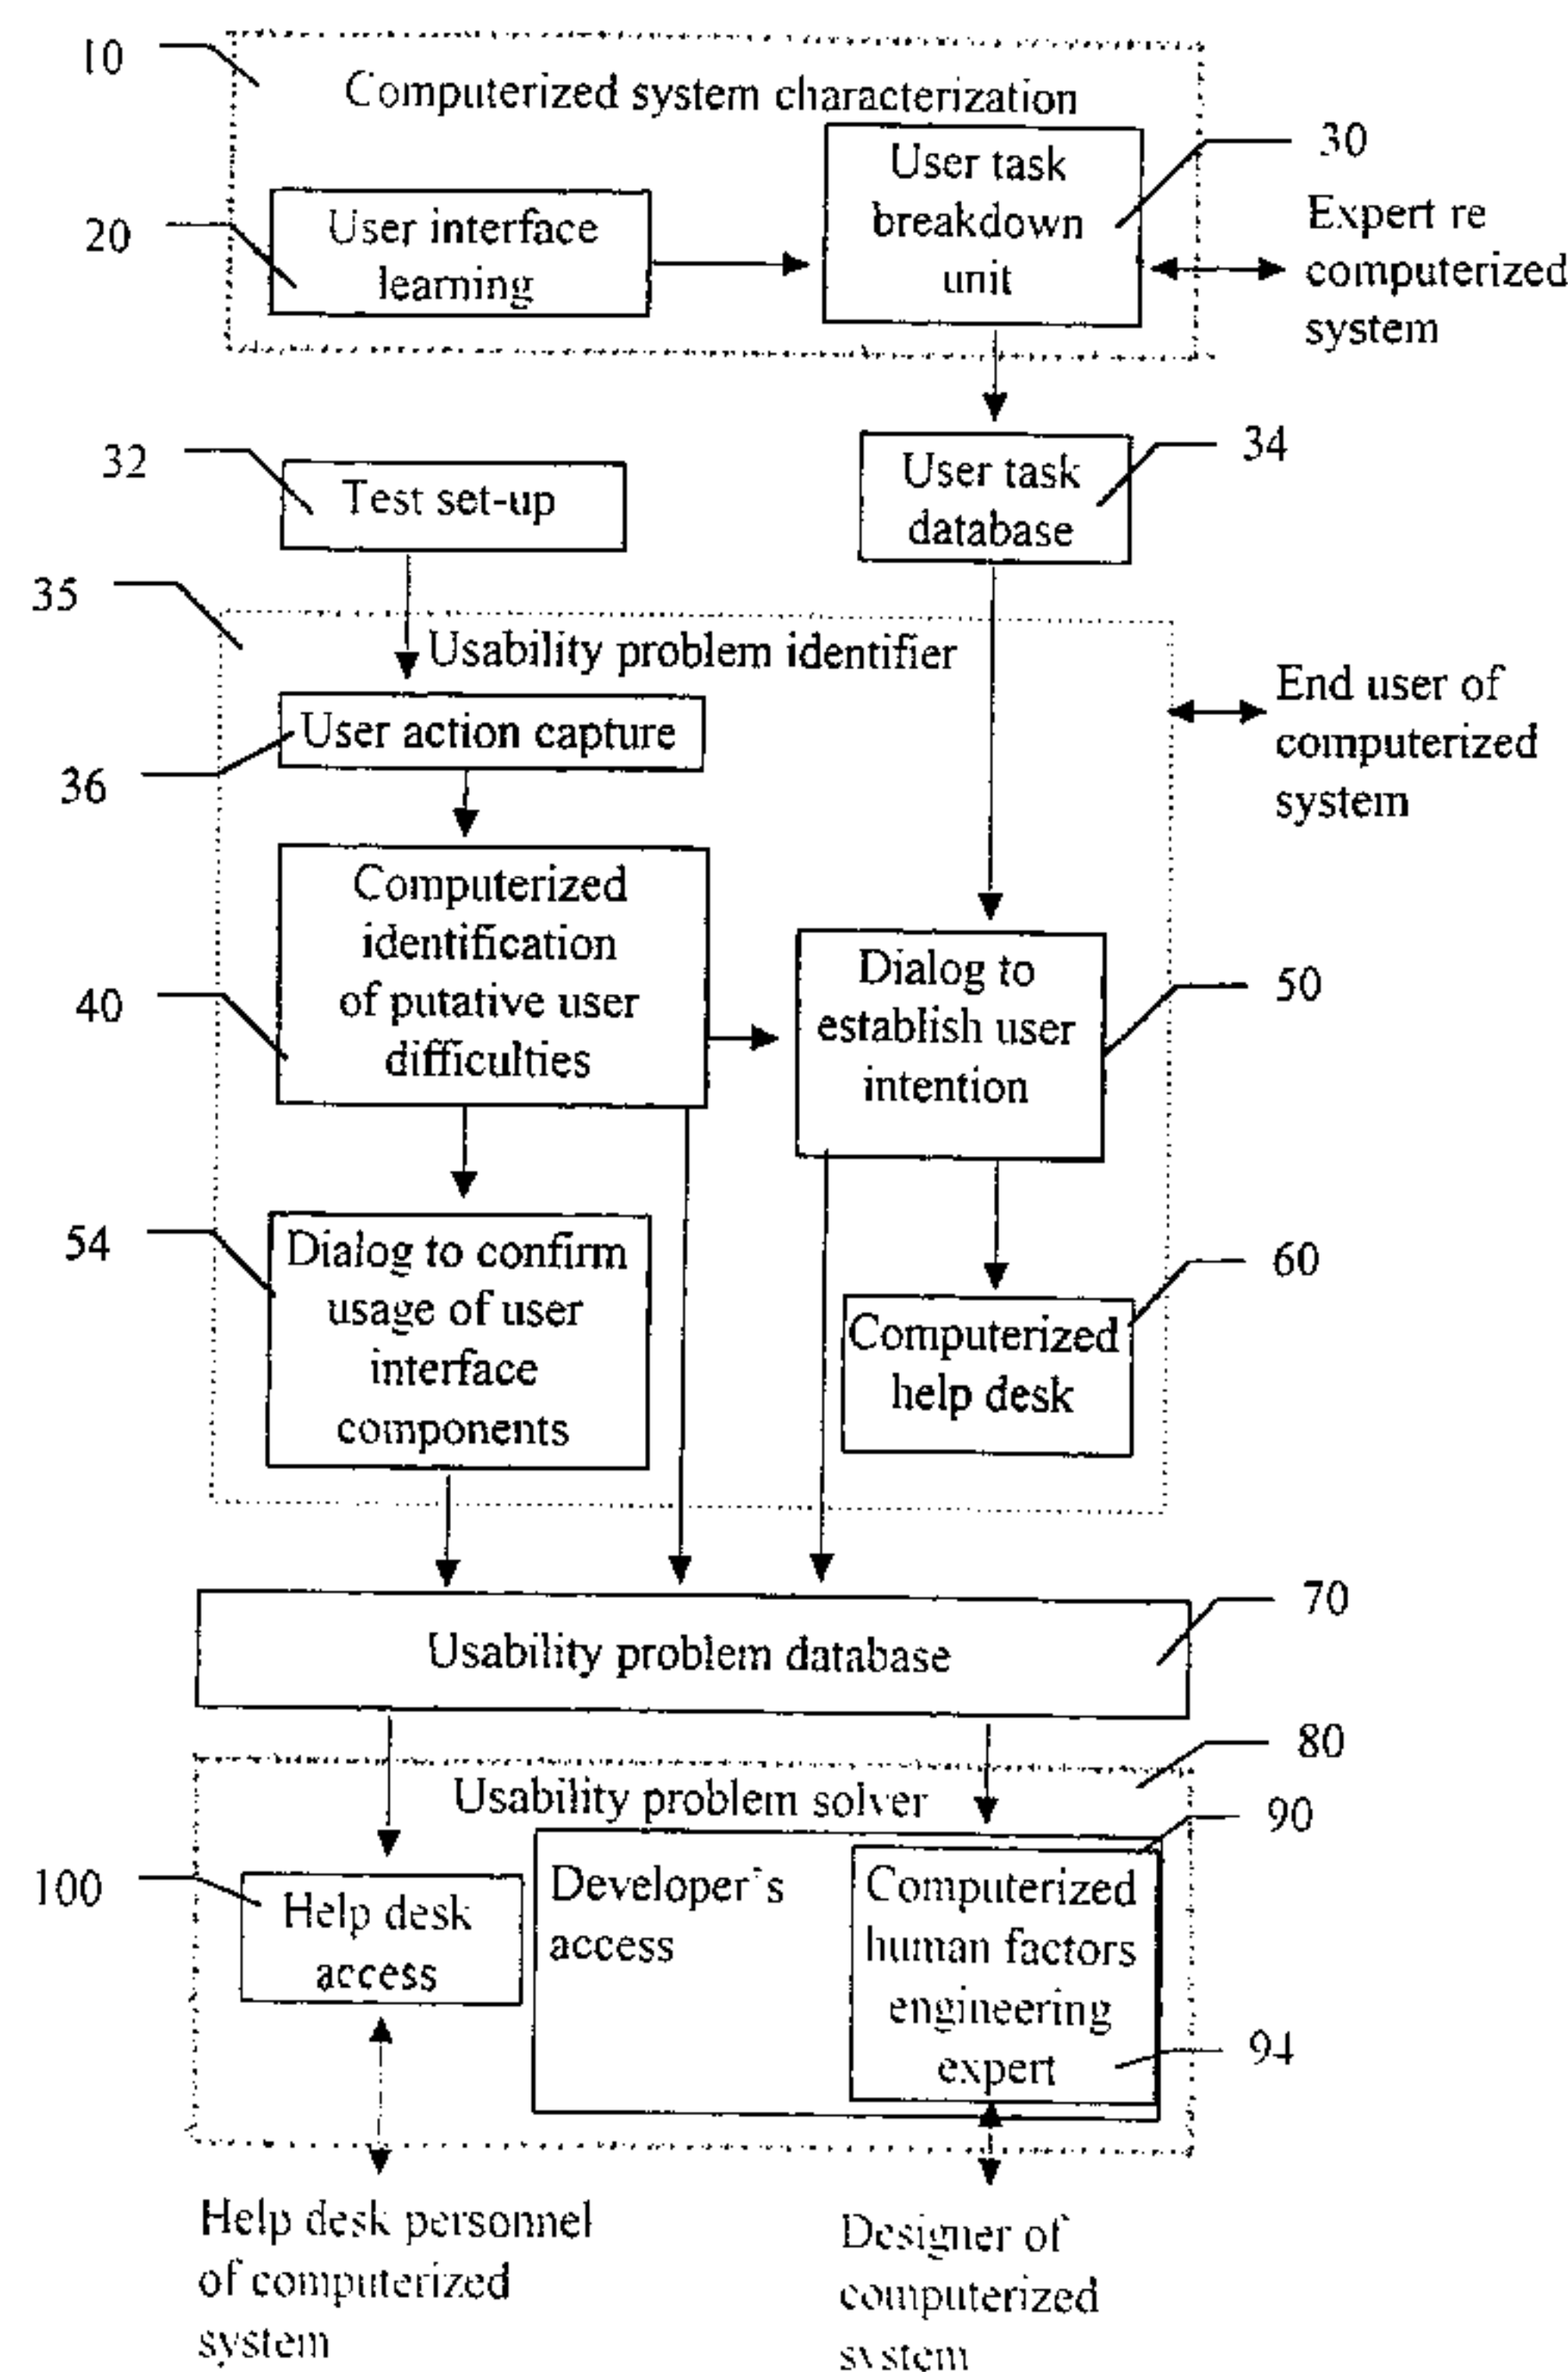 10
Computerized system characterization
30
User task
breakdown
unit
20
User interface
learning
Expert re
computerized
system
32
Test set-up
34
User task
database
35
Usability problem identifier
End user of
computerized
system
User action capture
36
Computerized
identification
of putative user
difficulties
40
Dialog to
establish user
intention
50
54
Dialog to confirm
usage of user
interface
components
60
Computerized
help desk
70
Usability problem database
80
Usability problem solver
90
100
Help desk
access
Developer's
access
Computerized
human factors
engineering
expert
94
Help desk personnel
of computerized
system
Designer of
computerized
system